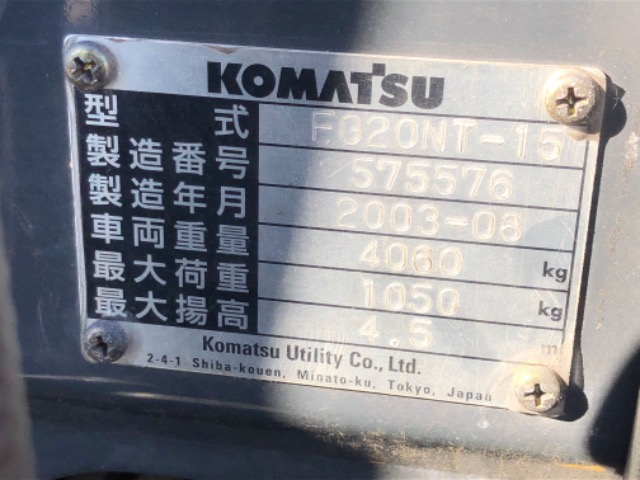 KOMATSU
型式 FG20NT-15
製造番号 575576
製造年月 2003-08
車両重量 4060 kg
最大荷重 1050 kg
最大揚高 4.5 m
Komatsu Utility Co., Ltd.
2-4-1 Shiba-kouen, Minato-ku, Tokyo, Japan